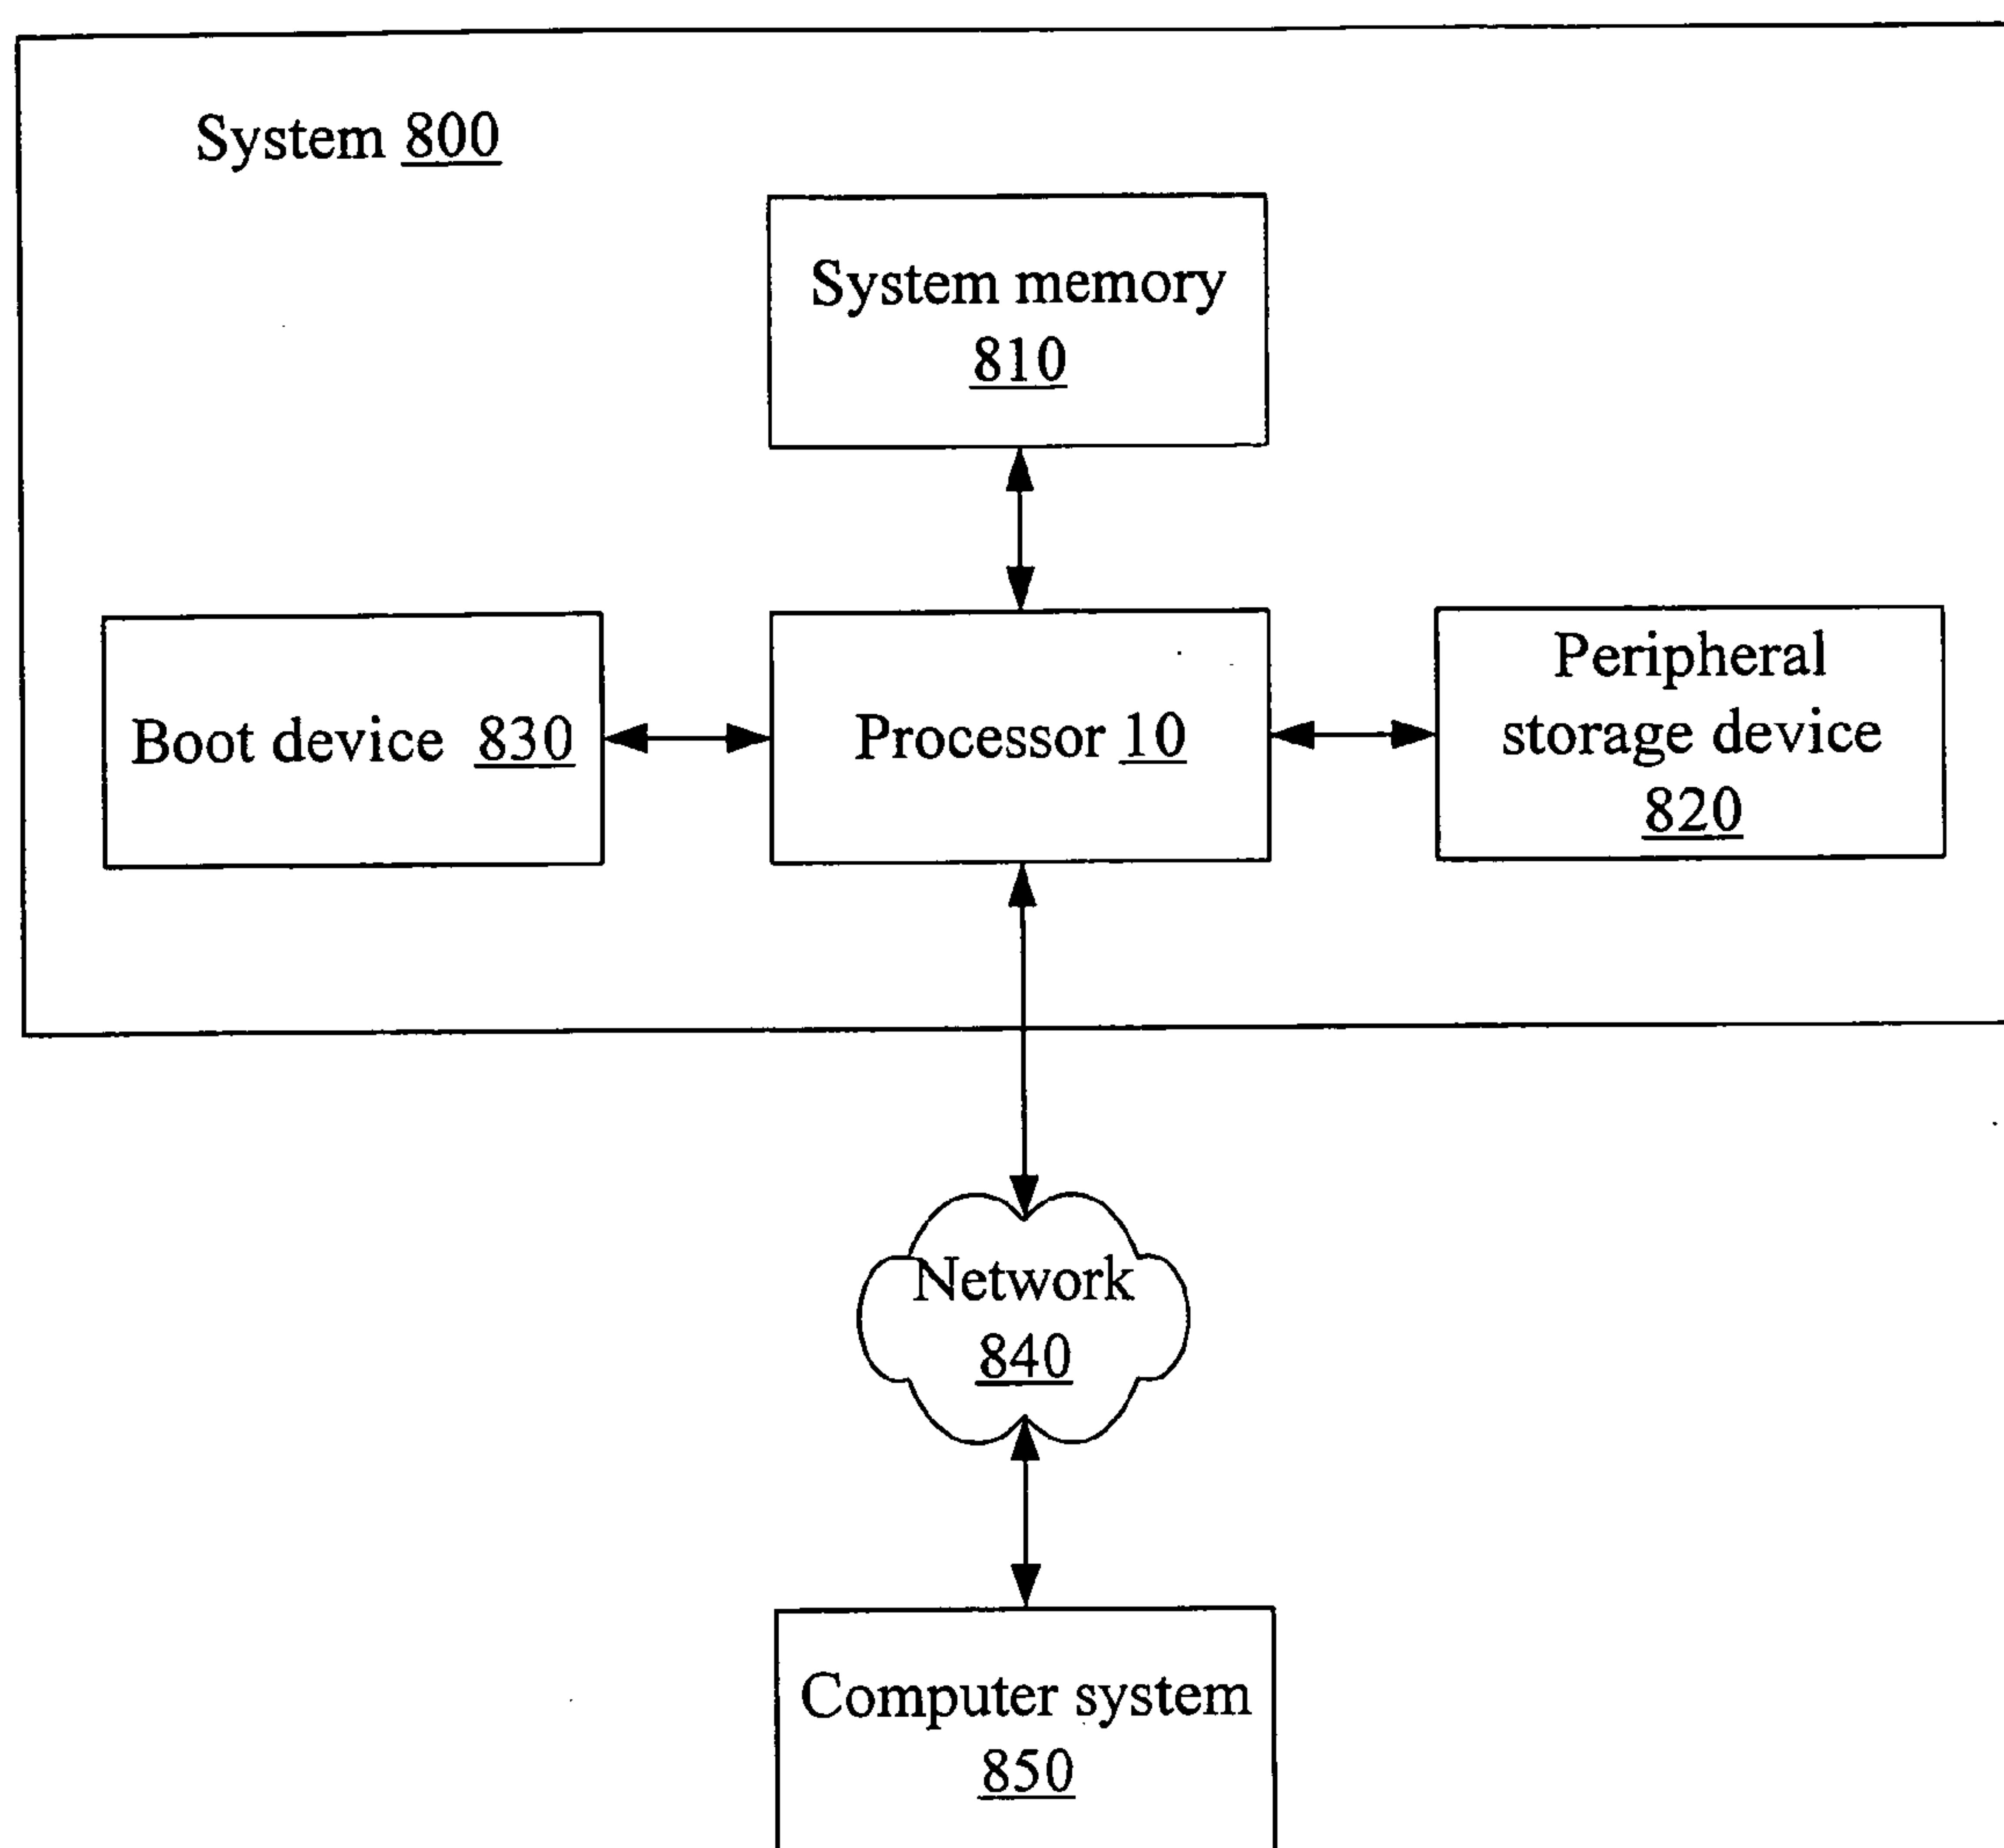 System 800
System memory
810
Boot device 830
Processor 10
Peripheral
storage device
820
Network
840
Computer system
850